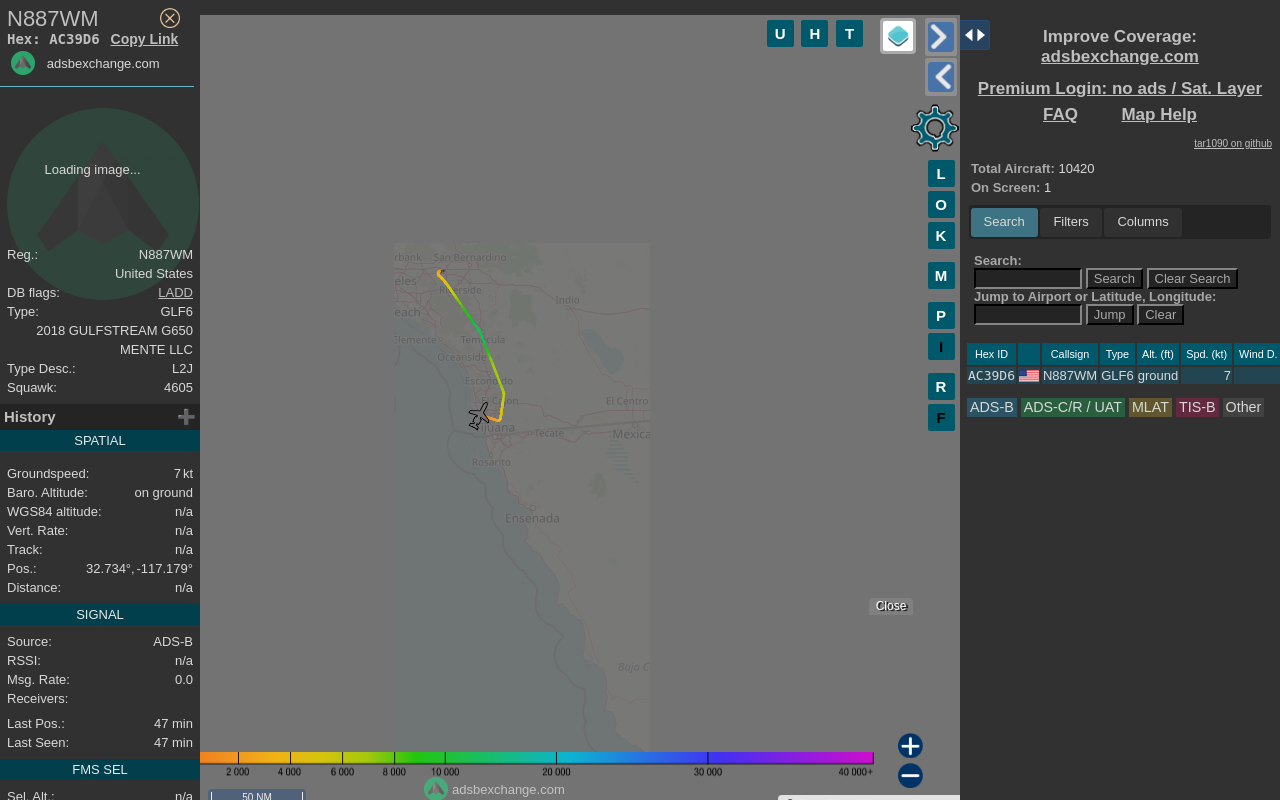 N887WM
Hex: AC39D6 Copy Link
adsbexchange.com
Loading image...
Reg.: N887WM
United States
DB flags: LADD
Type: GLF6
2018 GULFSTREAM G650
MENTE LLC
Type Desc.: L2J
Squawk: 4605
History
SPATIAL
Groundspeed: 7 kt
Baro. Altitude: on ground
WGS84 altitude: n/a
Vert. Rate: n/a
Track: n/a
Pos.: 32.734°, -117.179°
Distance: n/a
SIGNAL
Source: ADS-B
RSSI: n/a
Msg. Rate: 0.0
Receivers:
Last Pos.: 47 min
Last Seen: 47 min
FMS SEL
Sel. Alt.: n/a
U H T
L
O
K
M
P
I
R
F
rbank San Bernardino
eles Riverside
Indio
each
Clemente Temecula
Oceanside
Escondido
El Cajon El Centro
juana Tecate Mexica
Rosarito
Ensenada
Baja C
Close
2 000 4 000 6 000 8 000 10 000 20 000 30 000 40 000+
50 NM
adsbexchange.com
Improve Coverage:
adsbexchange.com
Premium Login: no ads / Sat. Layer
FAQ Map Help
tar1090 on github
Total Aircraft: 10420
On Screen: 1
Search Filters Columns
Search:
Search Clear Search
Jump to Airport or Latitude, Longitude:
Jump Clear
Hex ID Callsign Type Alt. (ft) Spd. (kt) Wind D.
AC39D6 N887WM GLF6 ground 7
ADS-B ADS-C/R / UAT MLAT TIS-B Other